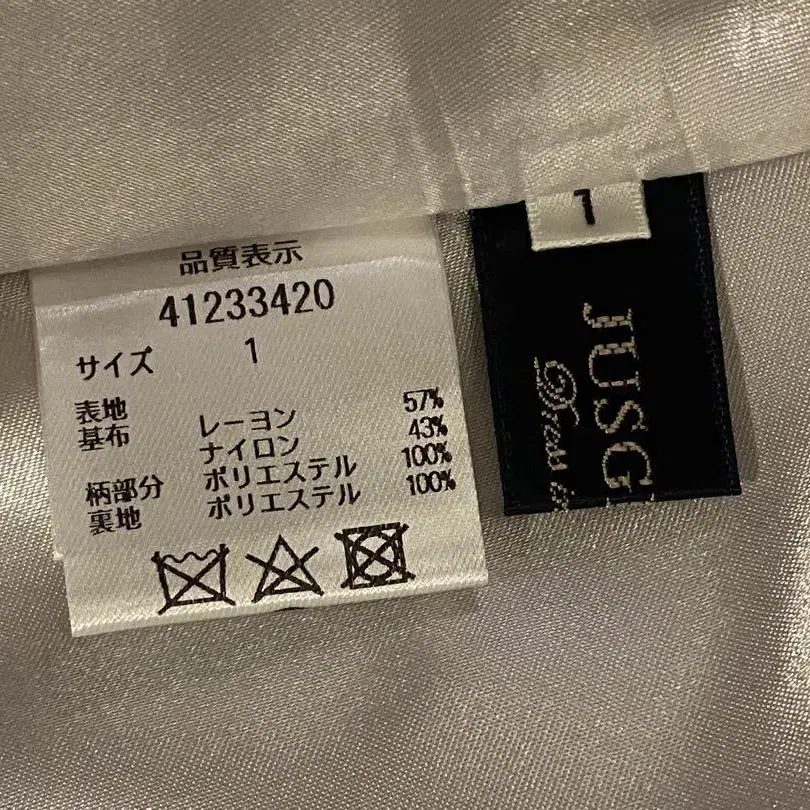 品質表示
41233420
サイズ 1
表地
基布 レーヨン 57%
ナイロン 43%
柄部分 ポリエステル 100%
裏地 ポリエステル 100%
1
JUSG